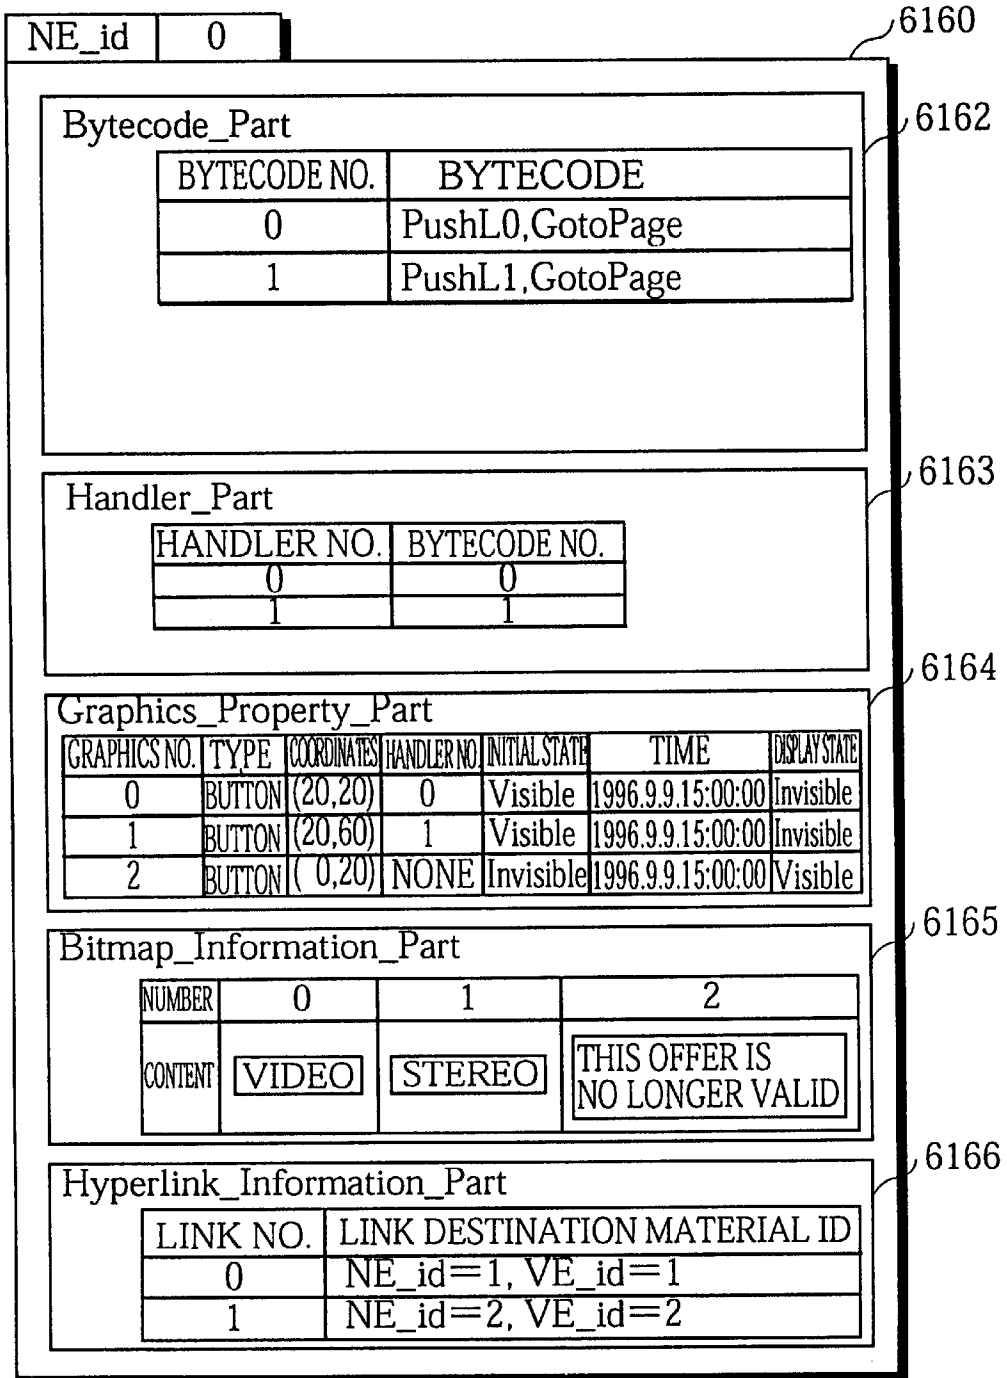 NE_id 0
6160
Bytecode_Part
6162
BYTECODE NO. BYTECODE
0 PushL0,GotoPage
1 PushL1,GotoPage
Handler_Part
6163
HANDLER NO. BYTECODE NO.
0 0
1 1
6164
Graphics_Property_Part
GRAPHICS NO. TYPE COORDINATES HANDLER NO. INITIAL STATE TIME DISPLAY STATE
0 BUTTON (20,20) 0 Visible 1996.9.9.15:00:00 Invisible
1 BUTTON (20,60) 1 Visible 1996.9.9.15:00:00 Invisible
2 BUTTON ( 0,20) NONE Invisible 1996.9.9.15:00:00 Visible
6165
Bitmap_Information_Part
NUMBER 0 1 2
CONTENT VIDEO STEREO THIS OFFER IS
NO LONGER VALID
6166
Hyperlink_Information_Part
LINK NO. LINK DESTINATION MATERIAL ID
0 NE_id=1, VE_id=1
1 NE_id=2, VE_id=2